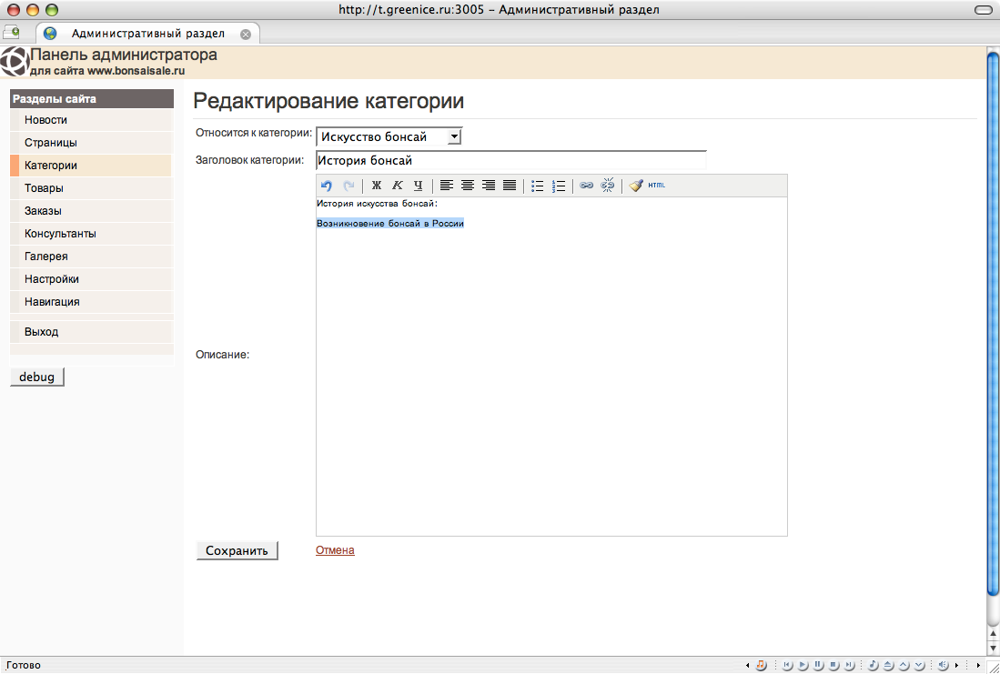 http://t.greenice.ru:3005 – Административный раздел
Административный раздел
Панель администратора
для сайта www.bonsaisale.ru
Разделы сайта
Новости
Страницы
Категории
Товары
Заказы
Консультанты
Галерея
Настройки
Навигация
Выход
debug
Редактирование категории
Относится к категории:
Искусство бонсай
Заголовок категории:
История бонсай
Ж К Ч HTML
История искусства бонсай:
Возникновение бонсай в России
Описание:
Сохранить
Отмена
Готово